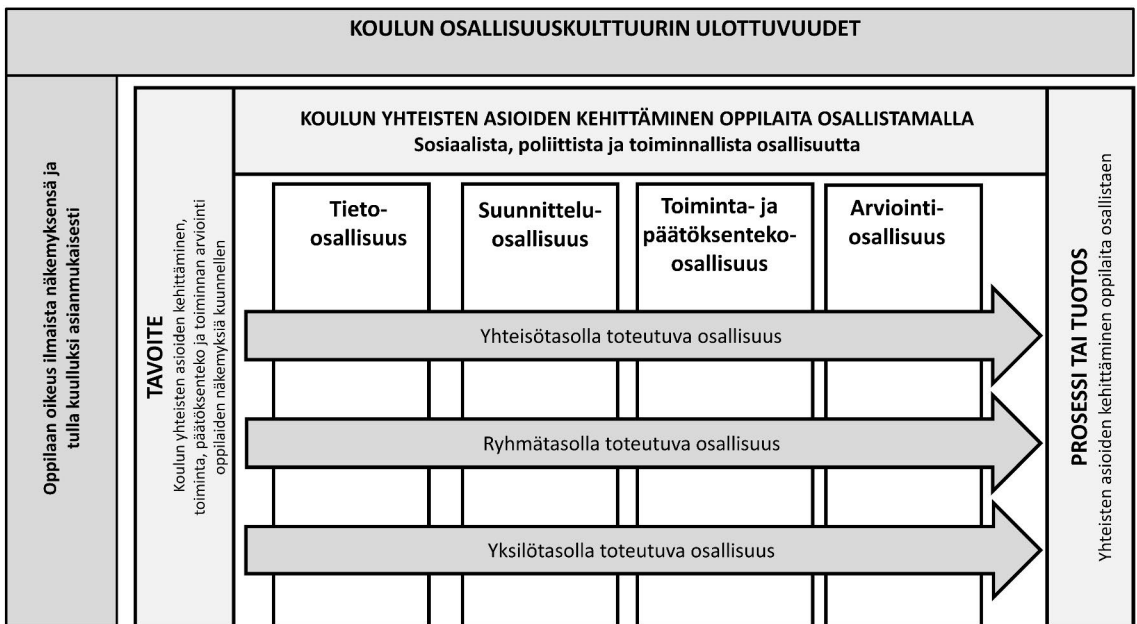 KOULUN OSALLISUUSKULTTUURIN ULOTTUVUUDET
Oppilaan oikeus ilmaista näkemyksensä ja
tulla kuulluksi asianmukaisesti
TAVOITE
Koulun yhteisten asioiden kehittäminen,
toiminta, päätöksenteko ja toiminnan arviointi
oppilaiden näkemyksiä kuunnellen
KOULUN YHTEISTEN ASIOIDEN KEHITTÄMINEN OPPILAITA OSALLISTAMALLA
Sosiaalista, poliittista ja toiminnallista osallisuutta
Tieto-
osallisuus
Suunnittelu-
osallisuus
Toiminta- ja
päätöksenteko-
osallisuus
Arviointi-
osallisuus
Yhteisötasolla toteutuva osallisuus
Ryhmätasolla toteutuva osallisuus
Yksilötasolla toteutuva osallisuus
PROSESSI TAI TUOTOS
Yhteisten asioiden kehittäminen oppilaita osallistaen